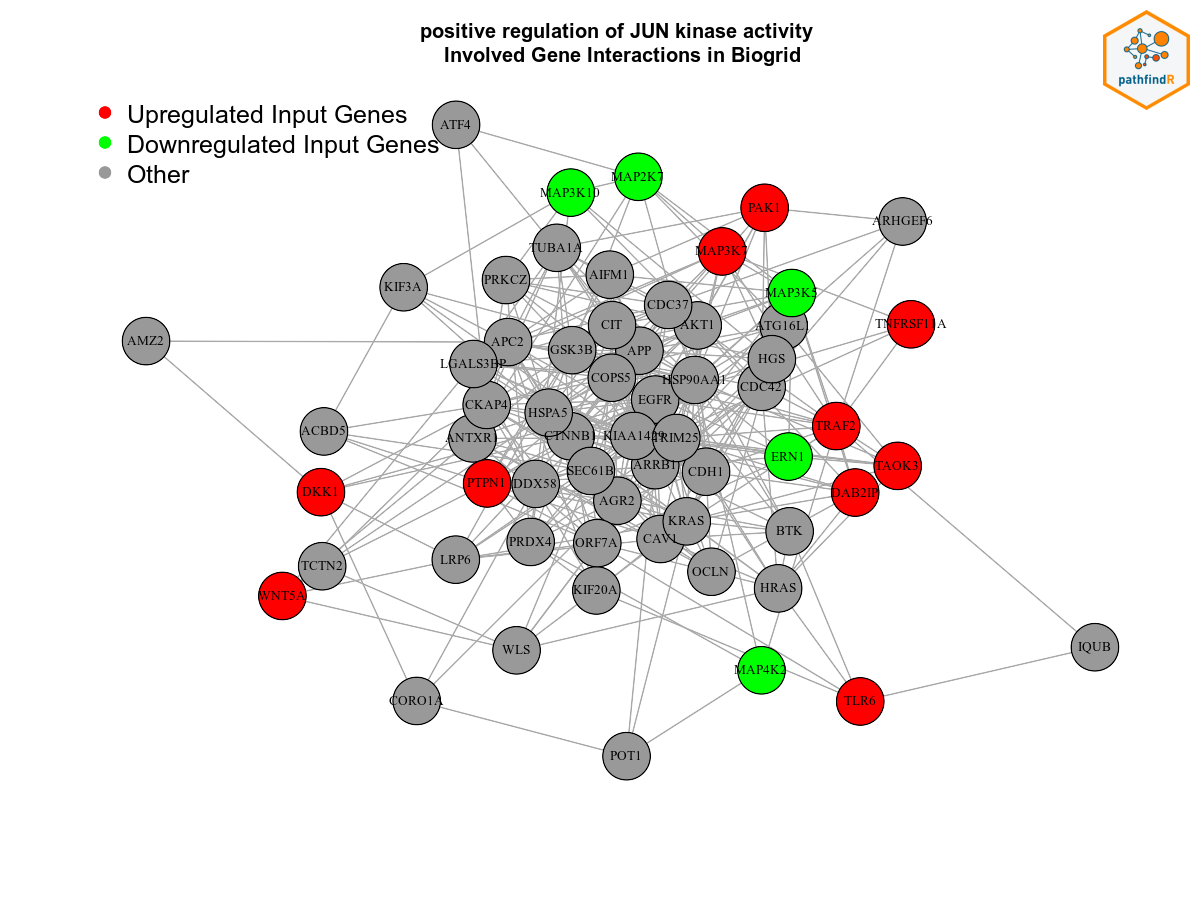 positive regulation of JUN kinase activity
Involved Gene Interactions in Biogrid
pathfindR
Upregulated Input Genes
Downregulated Input Genes
Other
ATF4
MAP2K7
MAP3K10
PAK1
ARHGEF6
TUBA1A
MAP3K7
AIFM1
PRKCZ
KIF3A
MAP3K5
CDC37
TNFRSF11A
CIT
AKT1
ATG16L1
AMZ2
APC2
GSK3B
APP
HGS
LGALS3BP
COPS5
HSP90AA1
CDC42
EGFR
CKAP4
HSPA5
TRAF2
ACBD5
ANTXR1
CTNNB1
KIAA1429
TRIM25
ERN1
TAOK3
SEC61B
ARRB1
CDH1
DKK1
PTPN1
DDX58
DAB2IP
AGR2
KRAS
BTK
PRDX4
ORF7A
CAV1
LRP6
TCTN2
OCLN
WNT5A
KIF20A
HRAS
WLS
IQUB
MAP4K2
CORO1A
TLR6
POT1